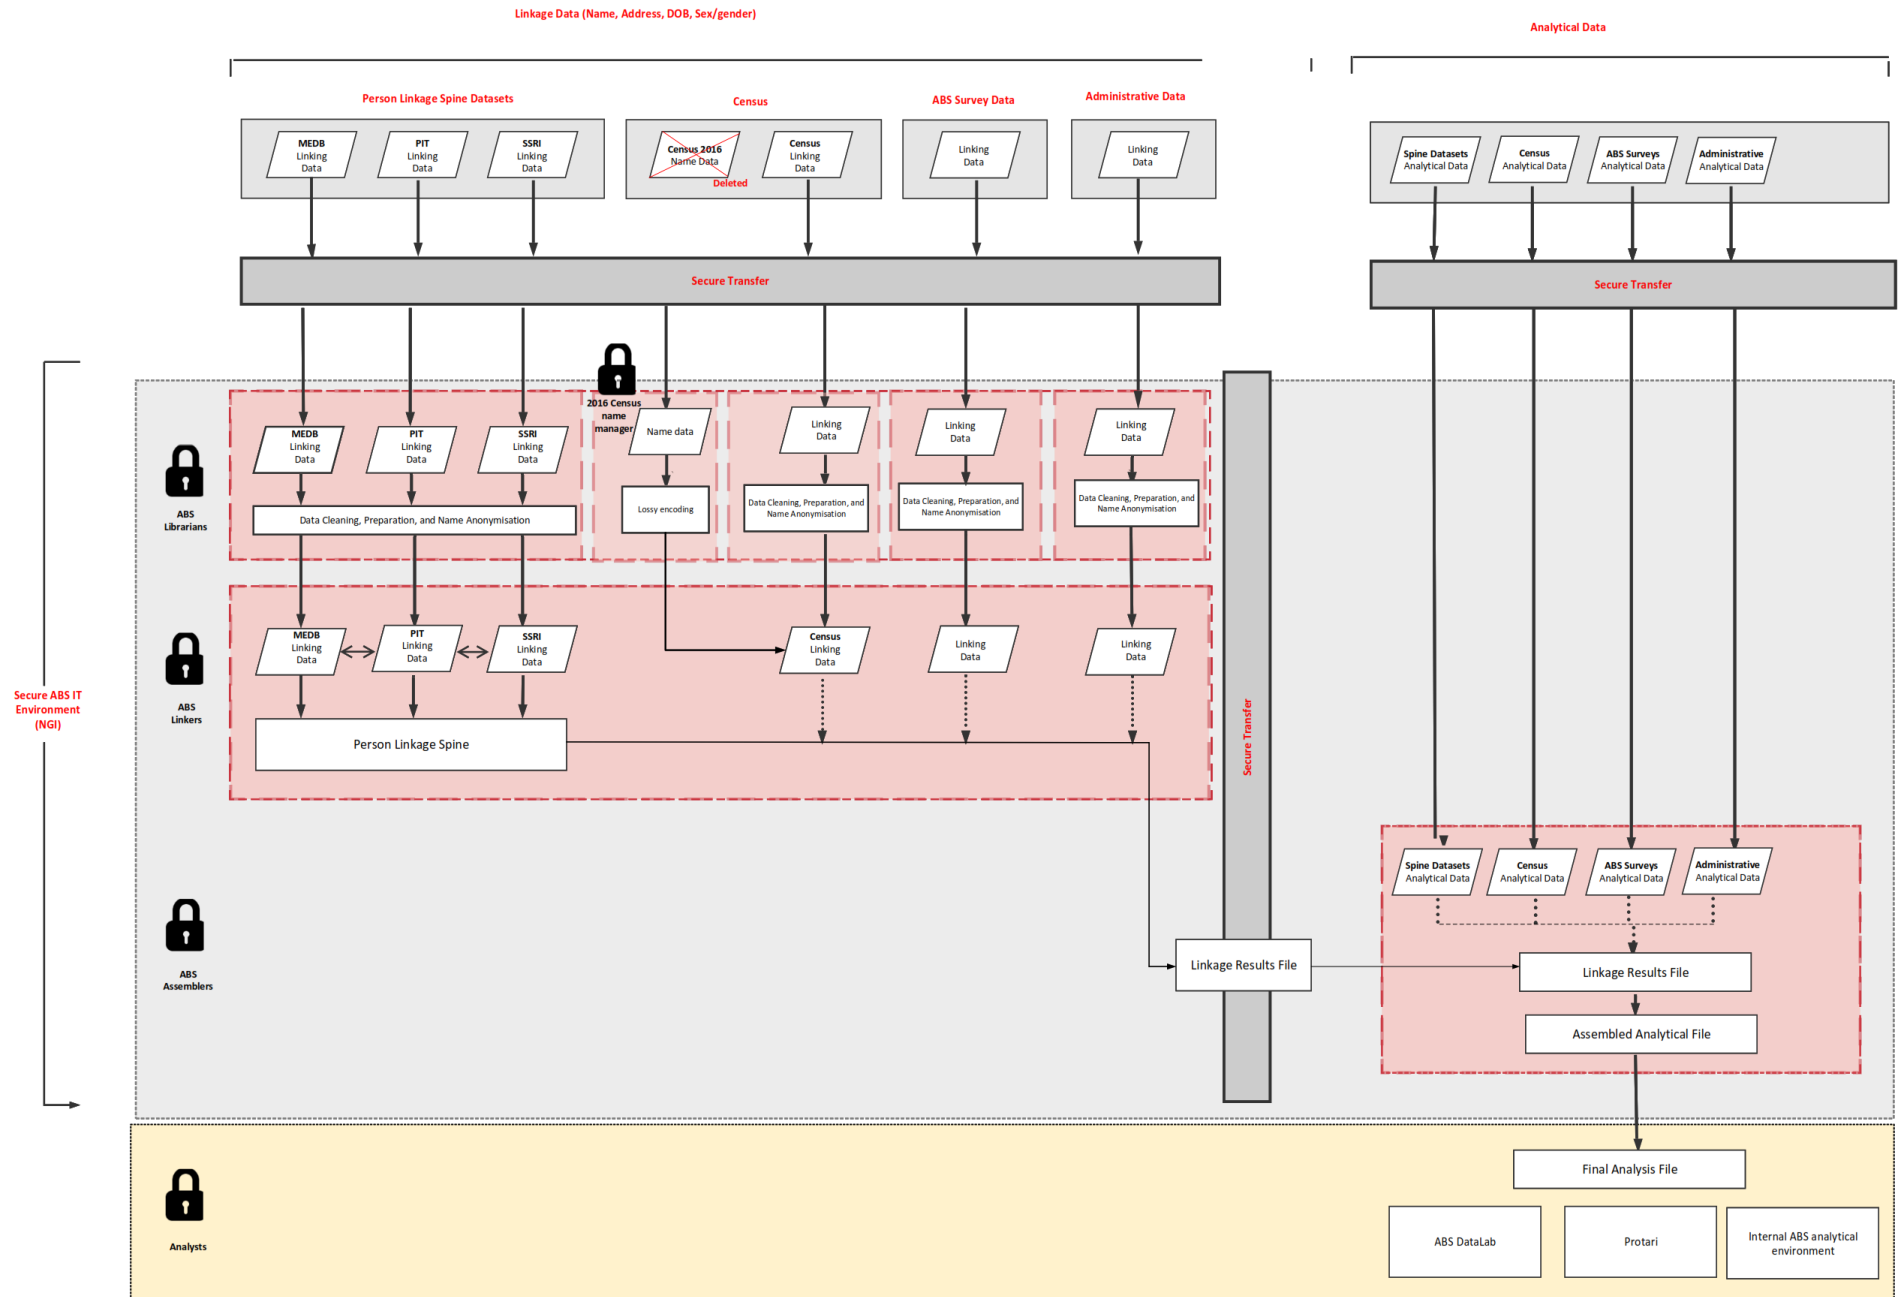 Linkage Data (Name, Address, DOB, Sex/gender)
Analytical Data
Person Linkage Spine Datasets
Census
ABS Survey Data
Administrative Data
MEDB
Linking
Data
PIT
Linking
Data
SSRI
Linking
Data
Census 2016
Name Data
Deleted
Census
Linking
Data
Linking
Data
Linking
Data
Spine Datasets
Analytical Data
Census
Analytical Data
ABS Surveys
Analytical Data
Administrative
Analytical Data
Secure Transfer
Secure Transfer
2016 Census
name
manager
MEDB
Linking
Data
PIT
Linking
Data
SSRI
Linking
Data
Name data
Linking
Data
Linking
Data
Linking
Data
ABS
Librarians
Data Cleaning, Preparation, and Name Anonymisation
Lossy encoding
Data Cleaning, Preparation, and
Name Anonymisation
Data Cleaning, Preparation, and
Name Anonymisation
Data Cleaning, Preparation, and
Name Anonymisation
MEDB
Linking
Data
PIT
Linking
Data
SSRI
Linking
Data
Census
Linking
Data
Linking
Data
Linking
Data
ABS
Linkers
Secure ABS IT
Environment
(NGI)
Person Linkage Spine
Secure Transfer
Spine Datasets
Analytical Data
Census
Analytical Data
ABS Surveys
Analytical Data
Administrative
Analytical Data
ABS
Assemblers
Linkage Results File
Linkage Results File
Assembled Analytical File
Final Analysis File
Analysts
ABS DataLab
Protari
Internal ABS analytical
environment